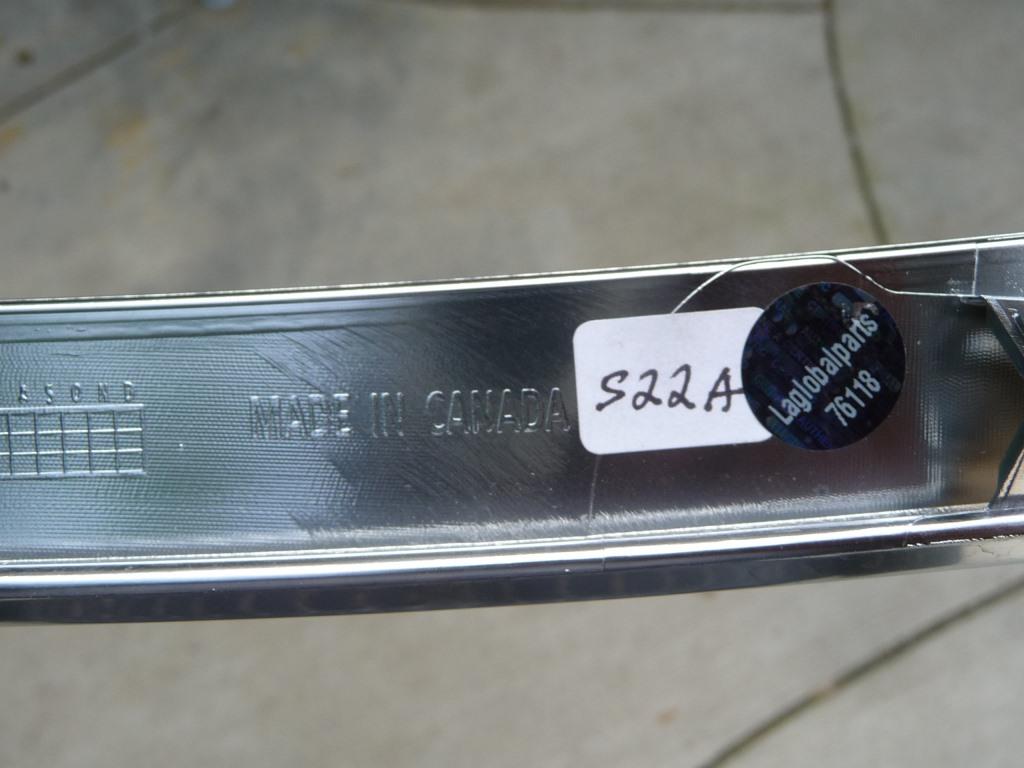 A S O N D
MADE IN CANADA
S22A
Laglobalparts
76118